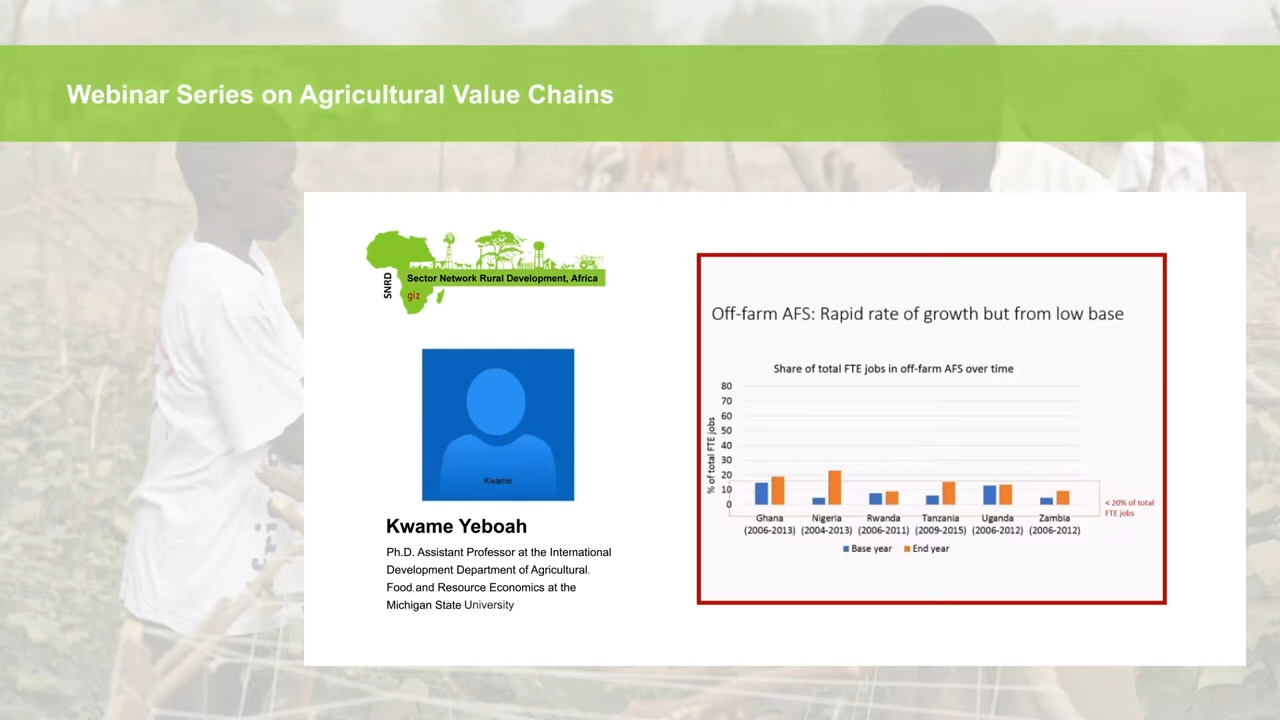 Webinar Series on Agricultural Value Chains
SNRD
Sector Network Rural Development, Africa
giz
Kwame
Kwame Yeboah
Ph.D. Assistant Professor at the International
Development Department of Agricultural.
Food and Resource Economics at the
Michigan State University
Off-farm AFS: Rapid rate of growth but from low base
Share of total FTE jobs in off-farm AFS over time
% of total FTE jobs
80
70
60
50
40
30
20
10
0
Ghana Nigeria Rwanda Tanzania Uganda Zambia
(2006-2013) (2004-2013) (2006-2011) (2009-2015) (2006-2012) (2006-2012)
< 20% of total
FTE jobs
Base year End year